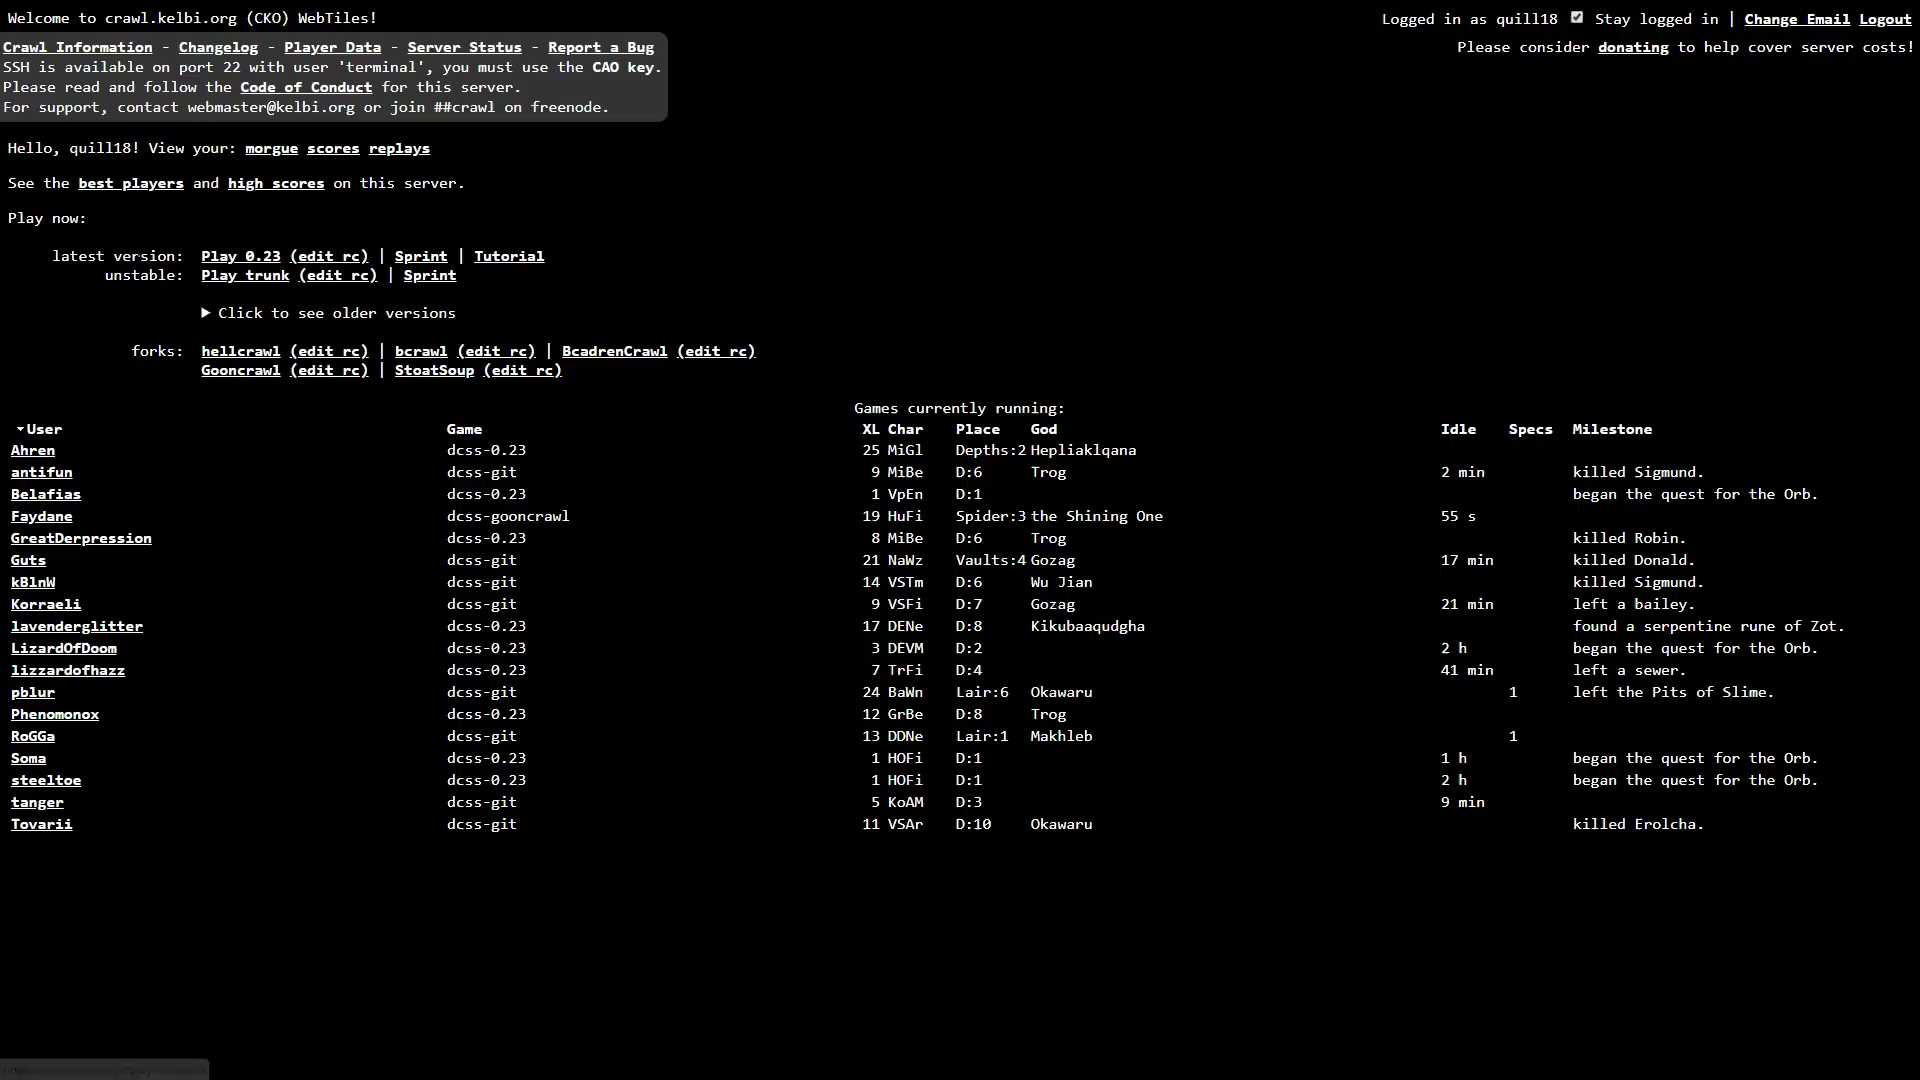 Welcome to crawl.kelbi.org (CKO) WebTiles!
Logged in as quill18 Stay logged in | Change Email Logout
Crawl Information - Changelog - Player Data - Server Status - Report a Bug
Please consider donating to help cover server costs!
SSH is available on port 22 with user 'terminal', you must use the CAO key.
Please read and follow the Code of Conduct for this server.
For support, contact webmaster@kelbi.org or join ##crawl on freenode.
Hello, quill18! View your: morgue scores replays
See the best players and high scores on this server.
Play now:
latest version: Play 0.23 (edit rc) | Sprint | Tutorial
unstable: Play trunk (edit rc) | Sprint
Click to see older versions
forks: hellcrawl (edit rc) | bcrawl (edit rc) | BcadrenCrawl (edit rc)
Gooncrawl (edit rc) | StoatSoup (edit rc)
Games currently running:
User Game XL Char Place God Idle Specs Milestone
Ahren dcss-0.23 25 MiGl Depths:2 Hepliaklqana
antifun dcss-git 9 MiBe D:6 Trog 2 min killed Sigmund.
Belafias dcss-0.23 1 VpEn D:1 began the quest for the Orb.
Faydane dcss-gooncrawl 19 HuFi Spider:3 the Shining One 55 s
GreatDerpression dcss-0.23 8 MiBe D:6 Trog killed Robin.
Guts dcss-git 21 NaWz Vaults:4 Gozag 17 min killed Donald.
kBlnW dcss-git 14 VSTm D:6 Wu Jian killed Sigmund.
Korraeli dcss-git 9 VSFi D:7 Gozag 21 min left a bailey.
lavenderglitter dcss-0.23 17 DENe D:8 Kikubaaqudgha found a serpentine rune of Zot.
LizardOfDoom dcss-0.23 3 DEVM D:2 2 h began the quest for the Orb.
lizzardofhazz dcss-0.23 7 TrFi D:4 41 min left a sewer.
pblur dcss-git 24 BaWn Lair:6 Okawaru 1 left the Pits of Slime.
Phenomonox dcss-0.23 12 GrBe D:8 Trog
RoGGa dcss-git 13 DDNe Lair:1 Makhleb 1
Soma dcss-0.23 1 HOFi D:1 1 h began the quest for the Orb.
steeltoe dcss-0.23 1 HOFi D:1 2 h began the quest for the Orb.
tanger dcss-git 5 KoAM D:3 9 min
Tovarii dcss-git 11 VSAr D:10 Okawaru killed Erolcha.